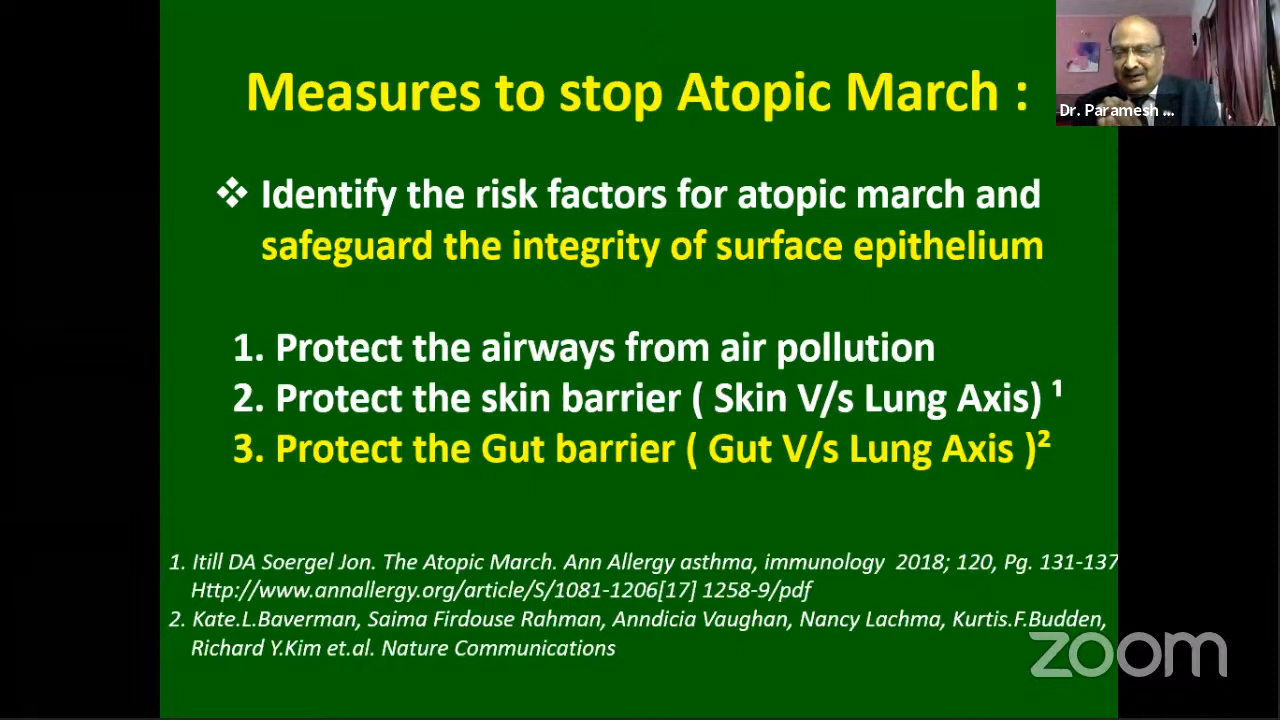 Measures to stop Atopic March :
Dr. Paramesh ...
❖ Identify the risk factors for atopic march and
safeguard the integrity of surface epithelium
1. Protect the airways from air pollution
2. Protect the skin barrier ( Skin V/s Lung Axis) ¹
3. Protect the Gut barrier ( Gut V/s Lung Axis )²
1. Itill DA Soergel Jon. The Atopic March. Ann Allergy asthma, immunology 2018; 120, Pg. 131-137
Http://www.annallergy.org/article/S/1081-1206[17] 1258-9/pdf
2. Kate.L.Baverman, Saima Firdouse Rahman, Anndicia Vaughan, Nancy Lachma, Kurtis.F.Budden,
Richard Y.Kim et.al. Nature Communications
zoom